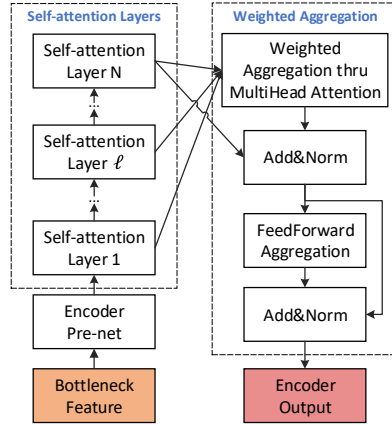 Self-attention Layers
Self-attention
Layer N
...
Self-attention
Layer ℓ
...
Self-attention
Layer 1
Encoder
Pre-net
Bottleneck
Feature
Weighted Aggregation
Weighted
Aggregation thru
MultiHead Attention
Add&Norm
FeedForward
Aggregation
Add&Norm
Encoder
Output